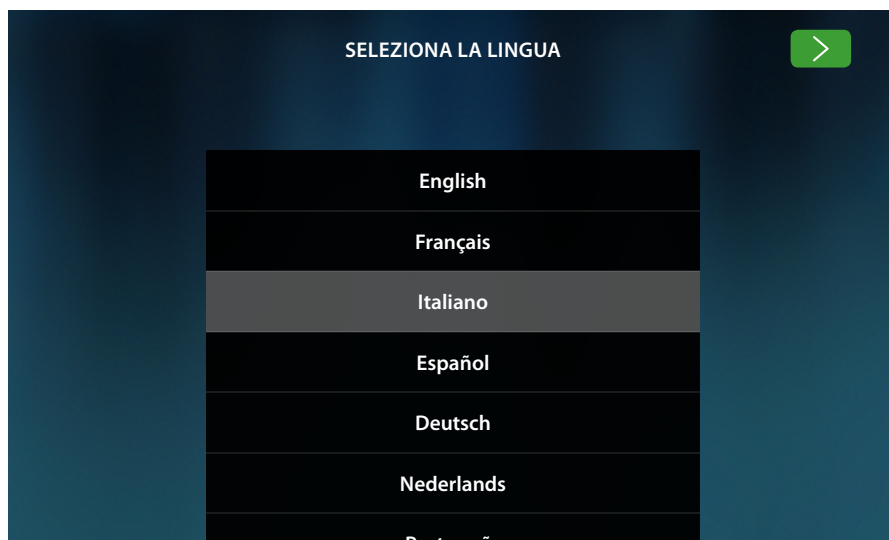 SELEZIONA LA LINGUA
English
Français
Italiano
Español
Deutsch
Nederlands